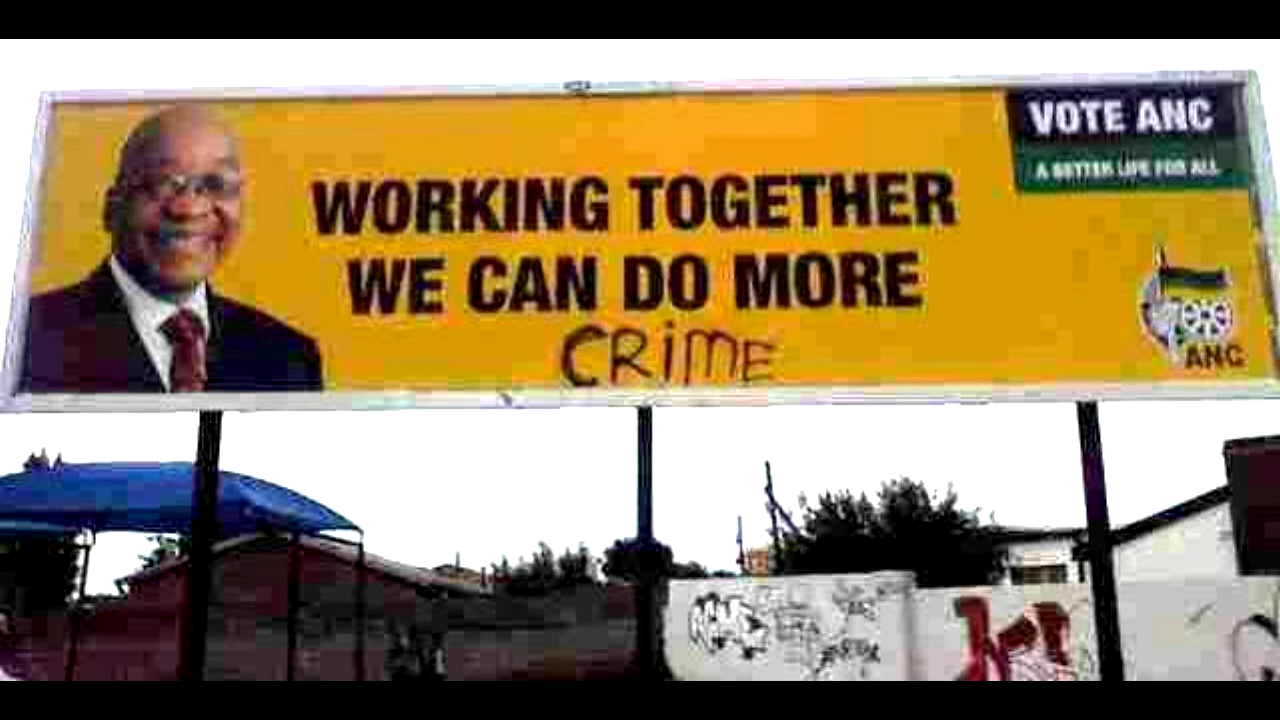 VOTE ANC
A BETTER LIFE FOR ALL
WORKING TOGETHER
WE CAN DO MORE
CRiME
ANC